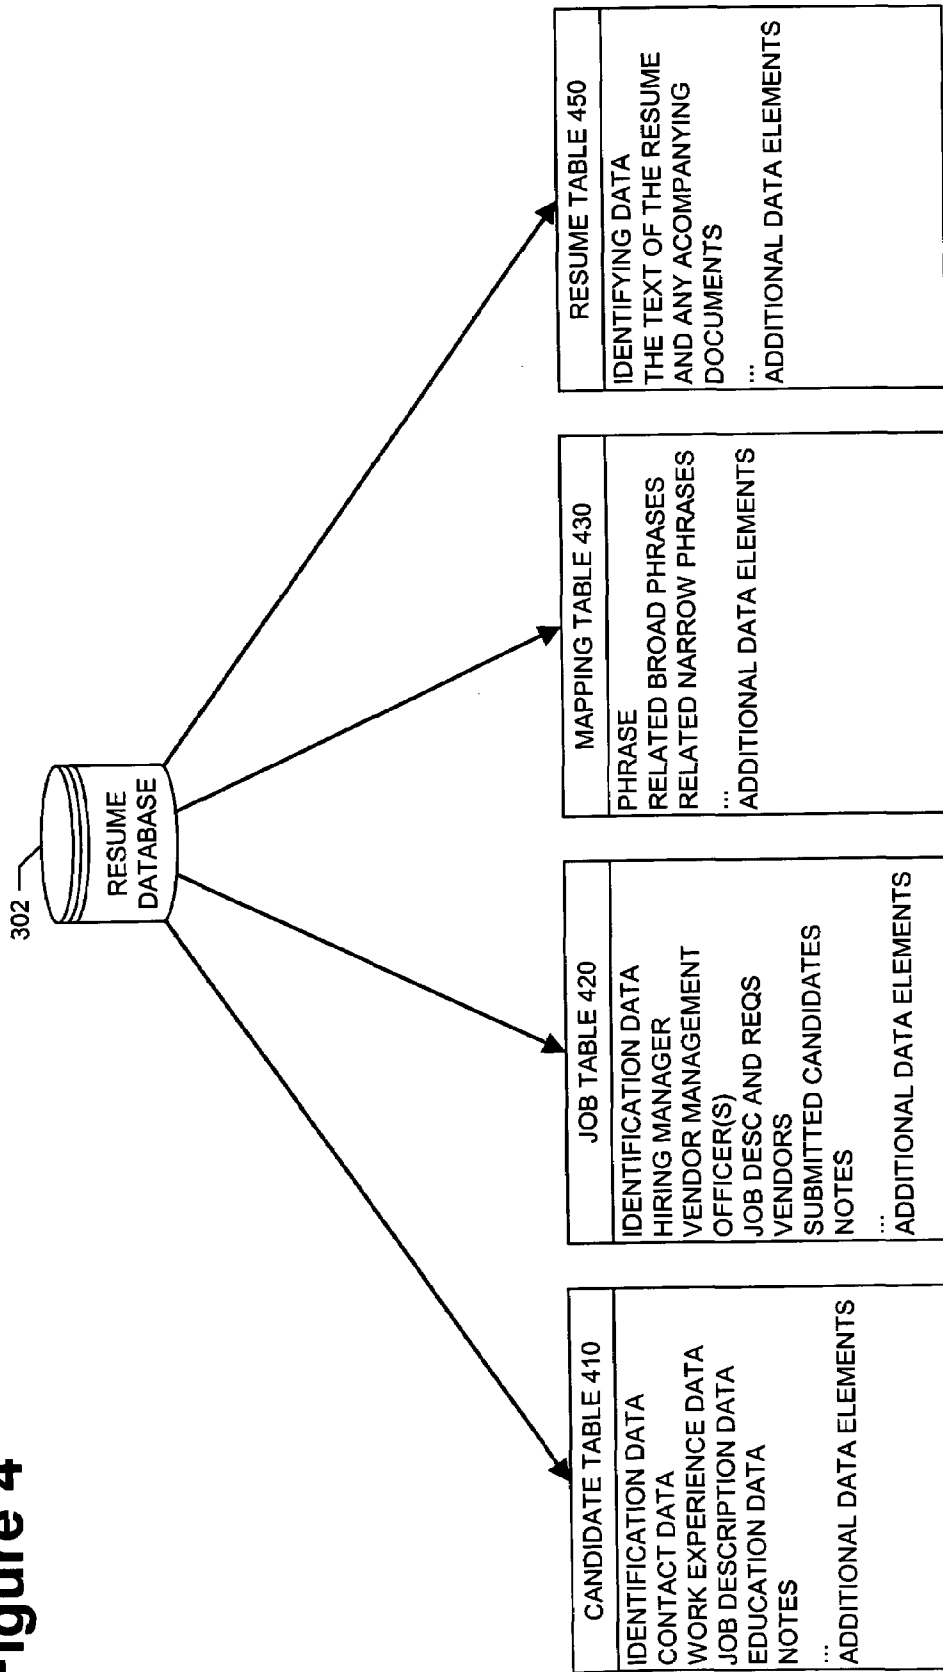 Figure 4
302
RESUME
DATABASE
CANDIDATE TABLE 410
IDENTIFICATION DATA
CONTACT DATA
WORK EXPERIENCE DATA
JOB DESCRIPTION DATA
EDUCATION DATA
NOTES
...
ADDITIONAL DATA ELEMENTS
JOB TABLE 420
IDENTIFICATION DATA
HIRING MANAGER
VENDOR MANAGEMENT
OFFICER(S)
JOB DESC AND REQS
VENDORS
SUBMITTED CANDIDATES
NOTES
...
ADDITIONAL DATA ELEMENTS
MAPPING TABLE 430
PHRASE
RELATED BROAD PHRASES
RELATED NARROW PHRASES
...
ADDITIONAL DATA ELEMENTS
RESUME TABLE 450
IDENTIFYING DATA
THE TEXT OF THE RESUME
AND ANY ACOMPANYING
DOCUMENTS
...
ADDITIONAL DATA ELEMENTS